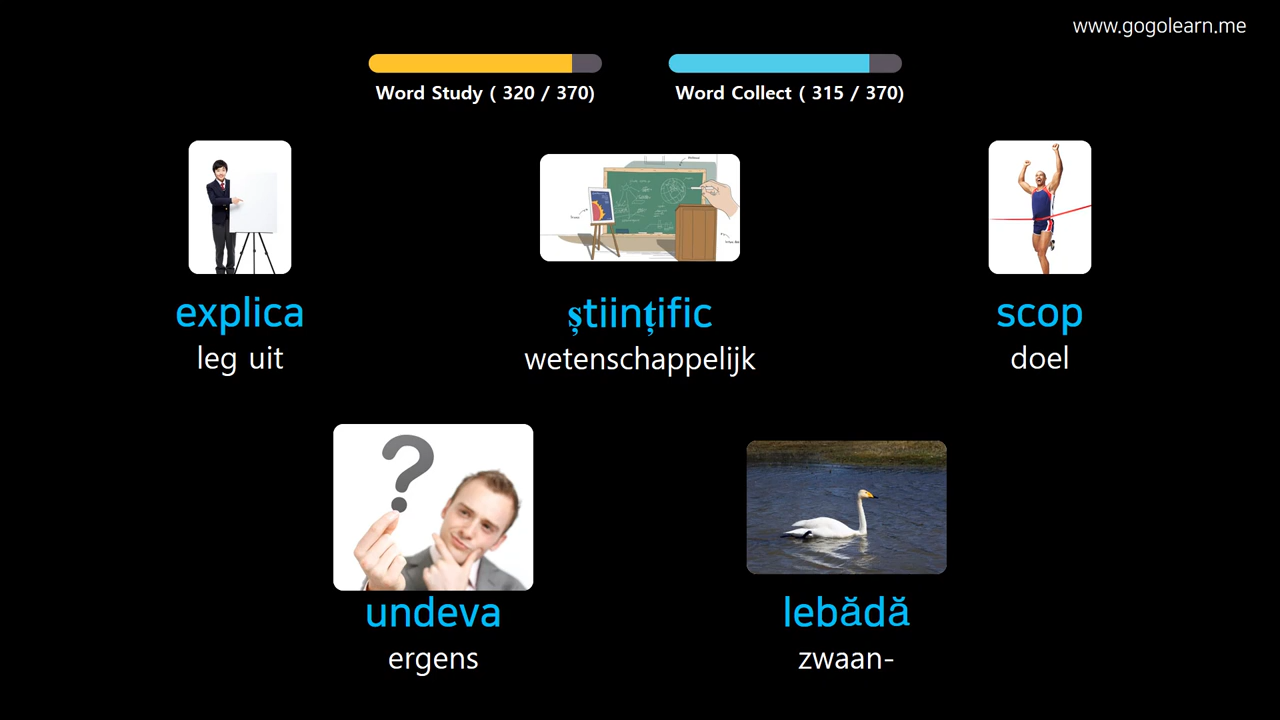 www.gogolearn.me
Word Study ( 320 / 370)
Word Collect ( 315 / 370)
explica
leg uit
științific
wetenschappelijk
scop
doel
undeva
ergens
lebădă
zwaan-